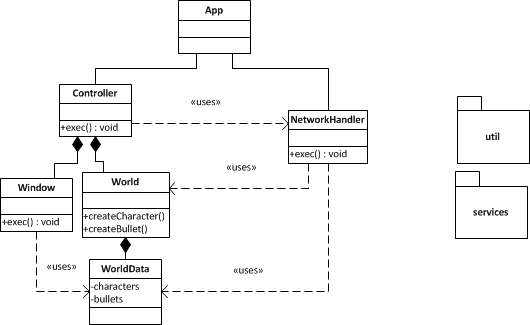 App
Controller
+exec() : void
«uses»
NetworkHandler
+exec() : void
util
«uses»
Window
+exec() : void
World
+createCharacter()
+createBullet()
services
«uses»
WorldData
-characters
-bullets
«uses»